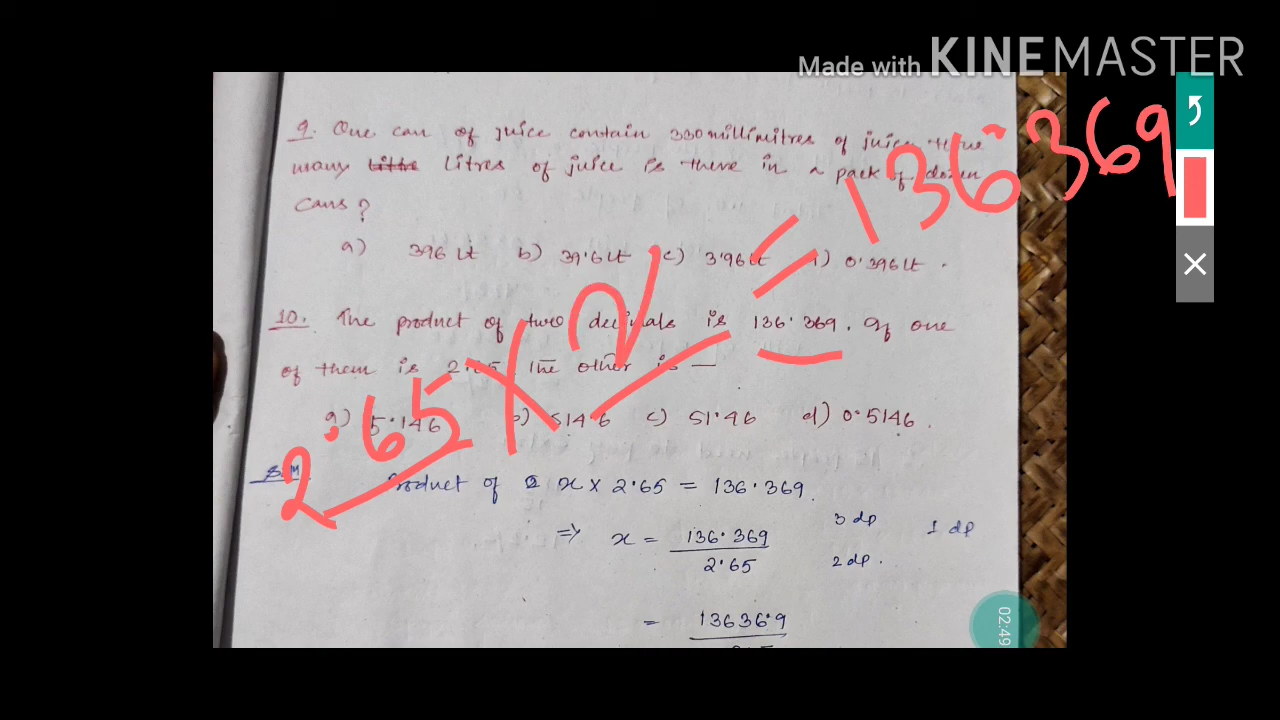 Made with KINEMASTER
136.369
9. One can of juice contain 330 millimitres of juice
many litres of juice is there in a pack of dozen
cans?
a) 396 lt b) 39.6 lt c) 3.96 lt d) 0.396 lt.
10. The product of two decimals is 136.369. If one
of them is 2.65, The other is —
a) 5.146 b) 514.6 c) 51.46 d) 0.5146.
2.65 × =
Product of x × 2.65 = 136.369.
⇒ x = 136.369 3 dp 1 dp
2.65 2 dp.
= 13636.9
02:49